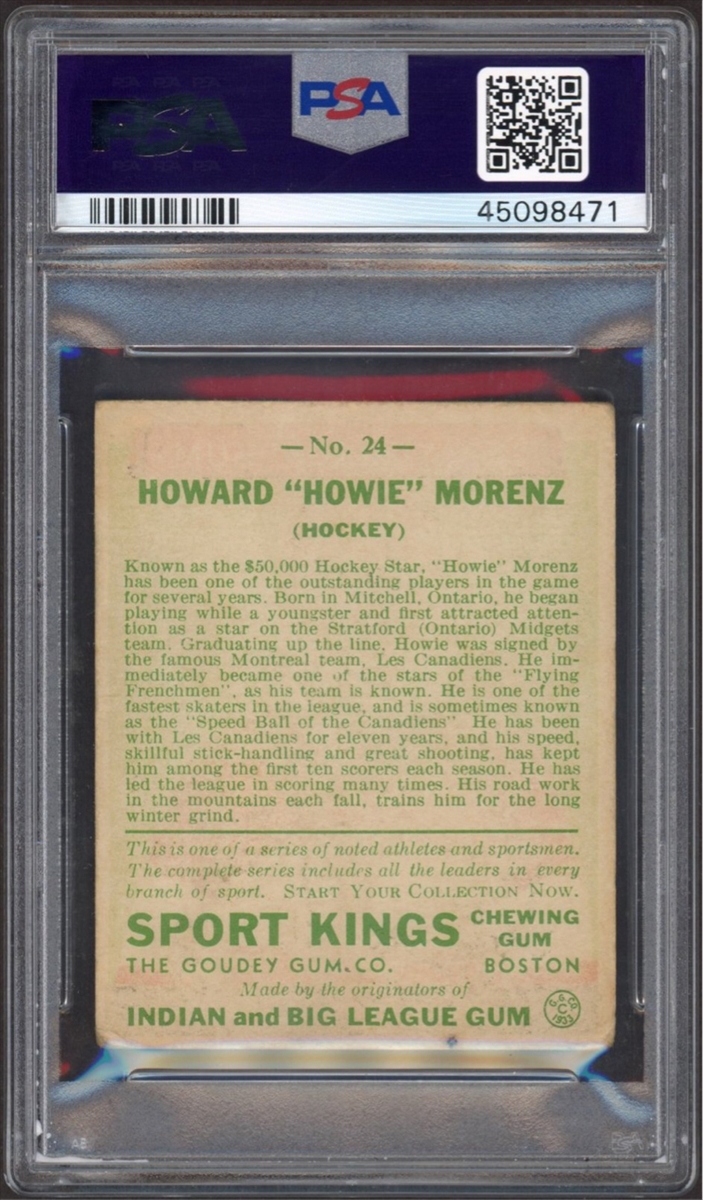 PSA
PSA
45098471
— No. 24 —
HOWARD “HOWIE” MORENZ
(HOCKEY)
Known as the $50,000 Hockey Star, "Howie" Morenz
has been one of the outstanding players in the game
for several years. Born in Mitchell, Ontario, he began
playing while a youngster and first attracted atten-
tion as a star on the Stratford (Ontario) Midgets
team. Graduating up the line, Howie was signed by
the famous Montreal team, Les Canadiens. He im-
mediately became one of the stars of the "Flying
Frenchmen", as his team is known. He is one of the
fastest skaters in the league, and is sometimes known
as the "Speed Ball of the Canadiens" He has been
with Les Canadiens for eleven years, and his speed,
skillful stick-handling and great shooting, has kept
him among the first ten scorers each season. He has
led the league in scoring many times. His road work
in the mountains each fall, trains him for the long
winter grind.
This is one of a series of noted athletes and sportsmen.
The complete series includes all the leaders in every
branch of sport. START YOUR COLLECTION NOW.
SPORT KINGS CHEWING GUM
THE GOUDEY GUM. CO. BOSTON
Made by the originators of
INDIAN and BIG LEAGUE GUM
G. G. CO.
C
1933